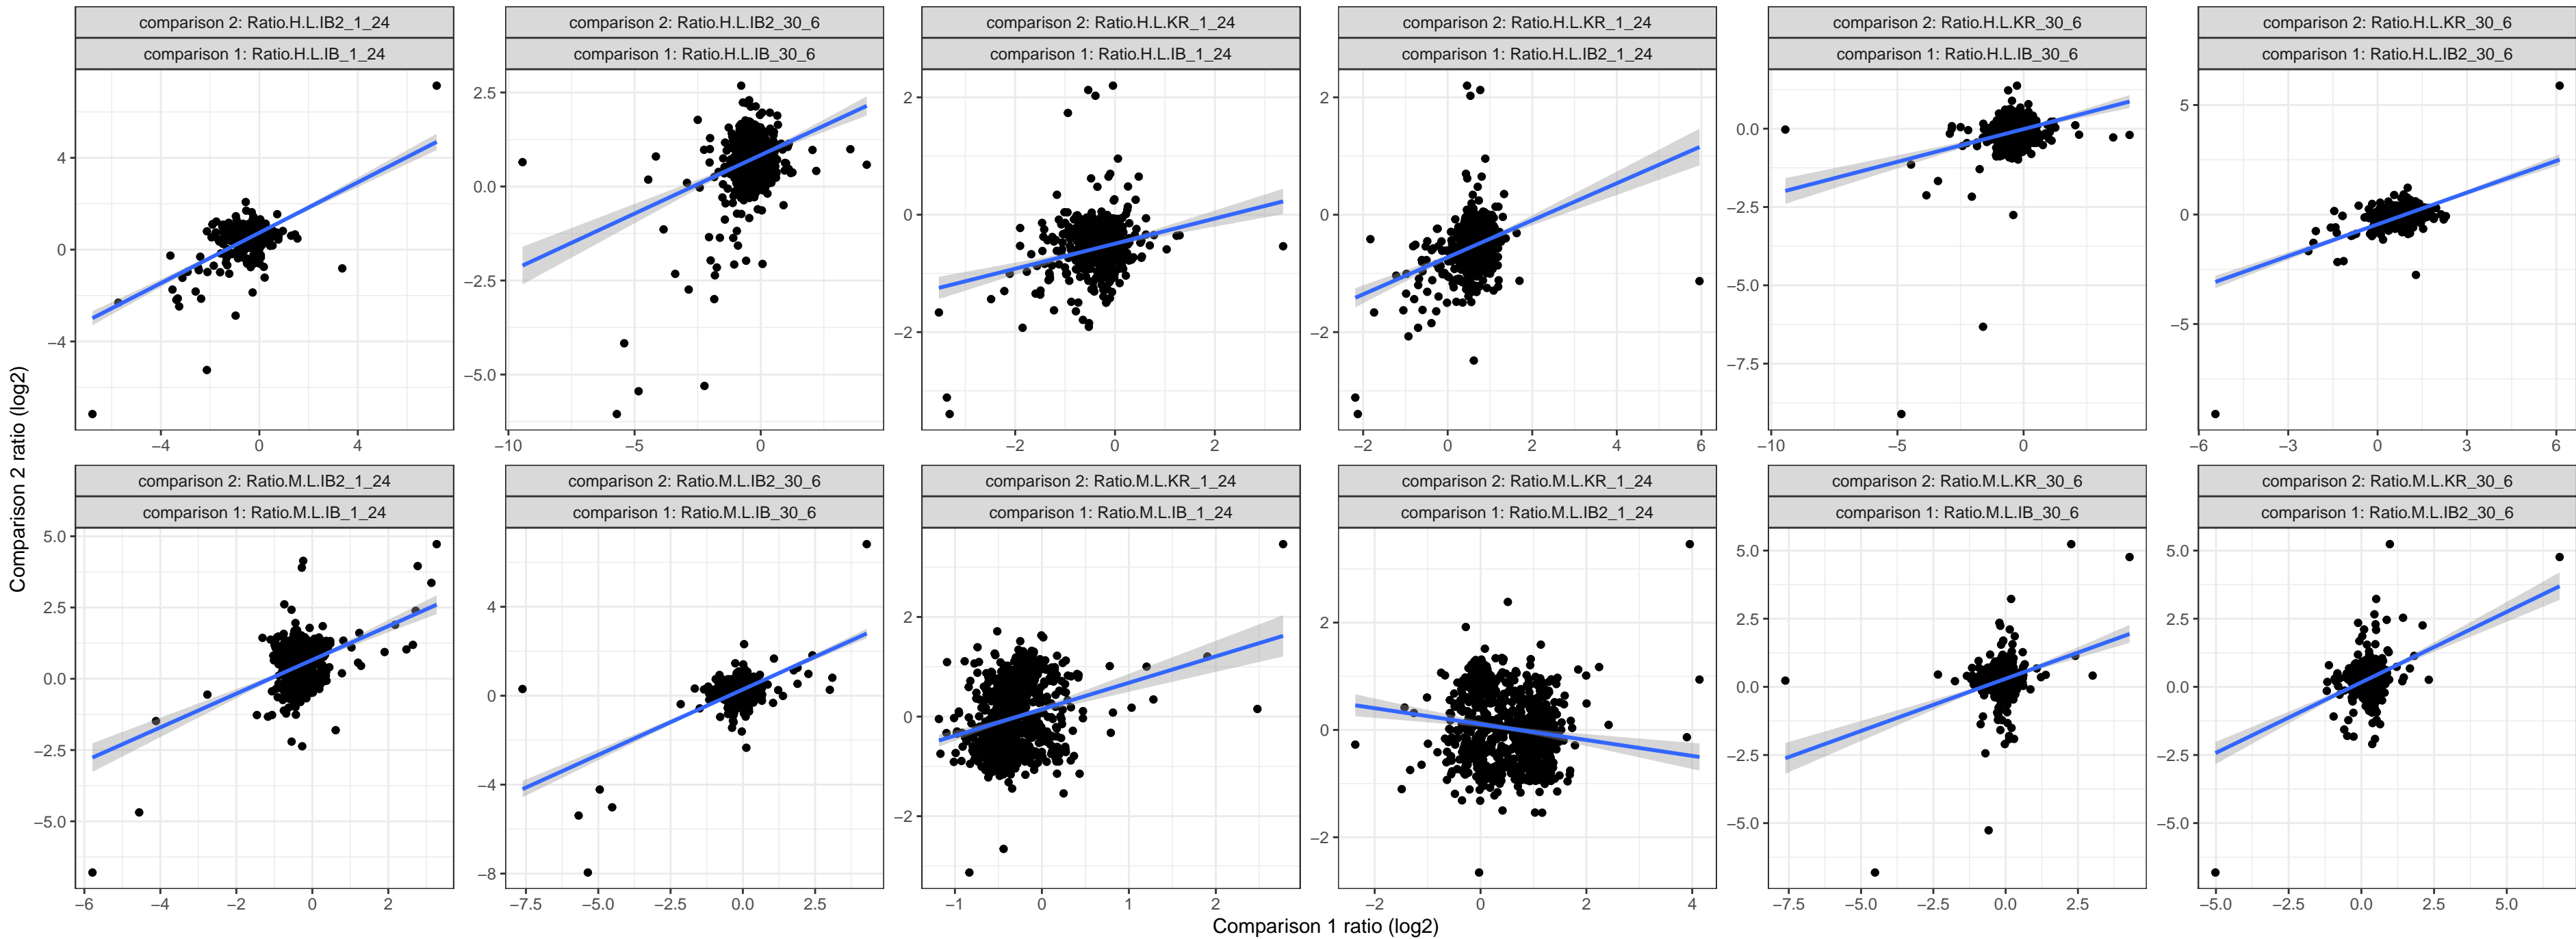 comparison 2: Ratio.H.L.IB2_1_24
comparison 1: Ratio.H.L.IB_1_24
4
0
−4
−4 0 4
comparison 2: Ratio.H.L.IB2_30_6
comparison 1: Ratio.H.L.IB_30_6
2.5
0.0
−2.5
−5.0
−10 −5 0
comparison 2: Ratio.H.L.KR_1_24
comparison 1: Ratio.H.L.IB_1_24
2
0
−2
−2 0 2
comparison 2: Ratio.H.L.KR_1_24
comparison 1: Ratio.H.L.IB2_1_24
2
0
−2
−2 0 2 4 6
comparison 2: Ratio.H.L.KR_30_6
comparison 1: Ratio.H.L.IB_30_6
0.0
−2.5
−5.0
−7.5
−10 −5 0
comparison 2: Ratio.H.L.KR_30_6
comparison 1: Ratio.H.L.IB2_30_6
5
0
−5
−6 −3 0 3 6
Comparison 2 ratio (log2)
comparison 2: Ratio.M.L.IB2_1_24
comparison 1: Ratio.M.L.IB_1_24
5.0
2.5
0.0
−2.5
−5.0
−6 −4 −2 0 2
comparison 2: Ratio.M.L.IB2_30_6
comparison 1: Ratio.M.L.IB_30_6
4
0
−4
−8
−7.5 −5.0 −2.5 0.0 2.5
comparison 2: Ratio.M.L.KR_1_24
comparison 1: Ratio.M.L.IB_1_24
2
0
−2
−1 0 1 2
comparison 2: Ratio.M.L.KR_1_24
comparison 1: Ratio.M.L.IB2_1_24
2
0
−2
−2 0 2 4
comparison 2: Ratio.M.L.KR_30_6
comparison 1: Ratio.M.L.IB_30_6
5.0
2.5
0.0
−2.5
−5.0
−7.5 −5.0 −2.5 0.0 2.5
comparison 2: Ratio.M.L.KR_30_6
comparison 1: Ratio.M.L.IB2_30_6
5.0
2.5
0.0
−2.5
−5.0
−5.0 −2.5 0.0 2.5 5.0
Comparison 1 ratio (log2)